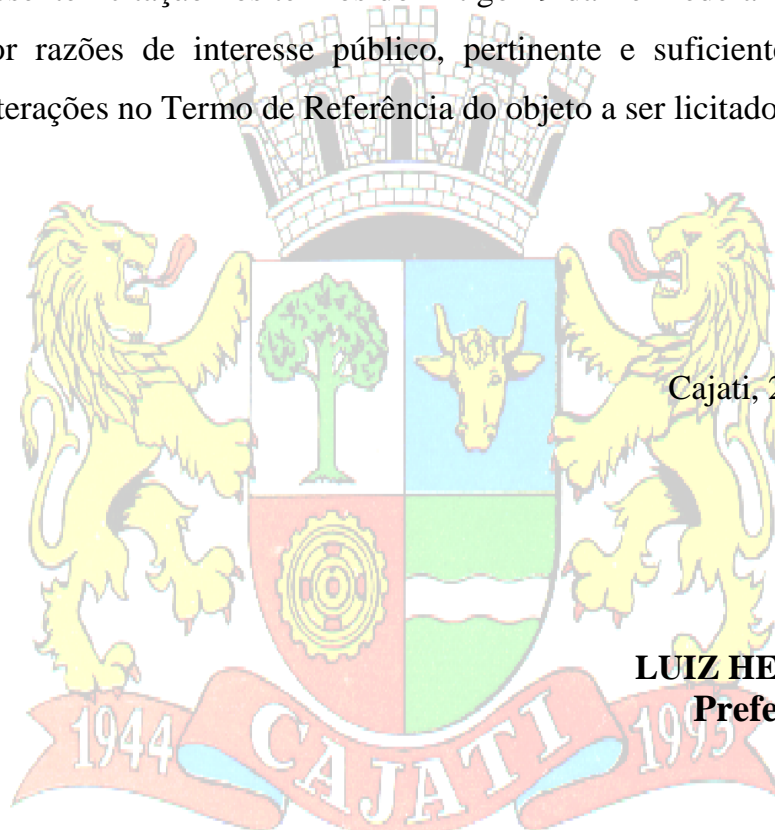 or razões de interesse público, pertinente e suficiente
terações no Termo de Referência do objeto a ser licitado
Cajati, 2
LUIZ HE
Prefe
1944 CAJATI 1993